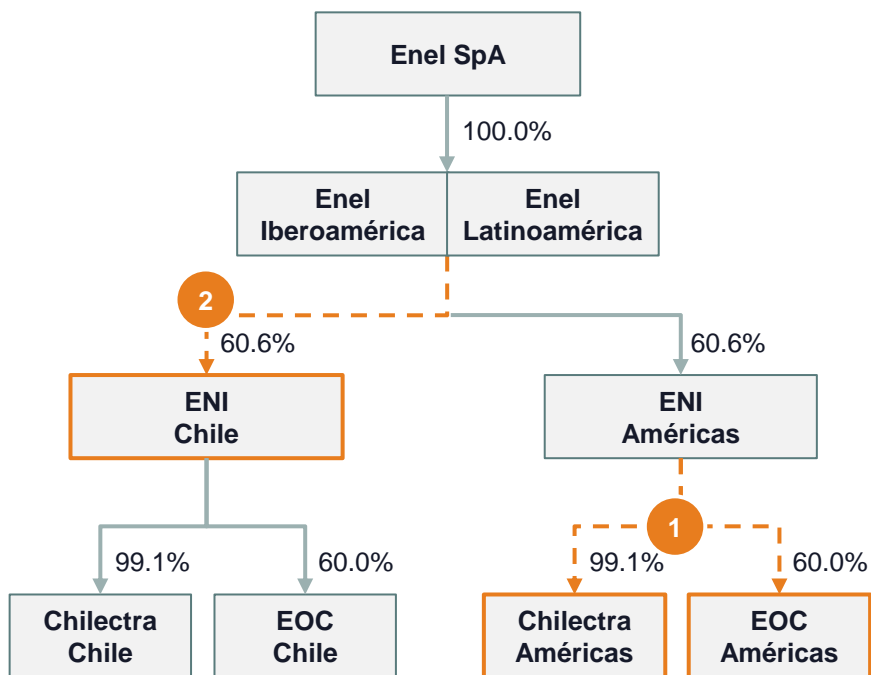 Enel SpA
100.0%
Enel
Iberoamérica
Enel
Latinoamérica
2
60.6%
60.6%
ENI
Chile
ENI
Américas
1
99.1%
60.0%
99.1%
60.0%
Chilectra
Chile
EOC
Chile
Chilectra
Américas
EOC
Américas